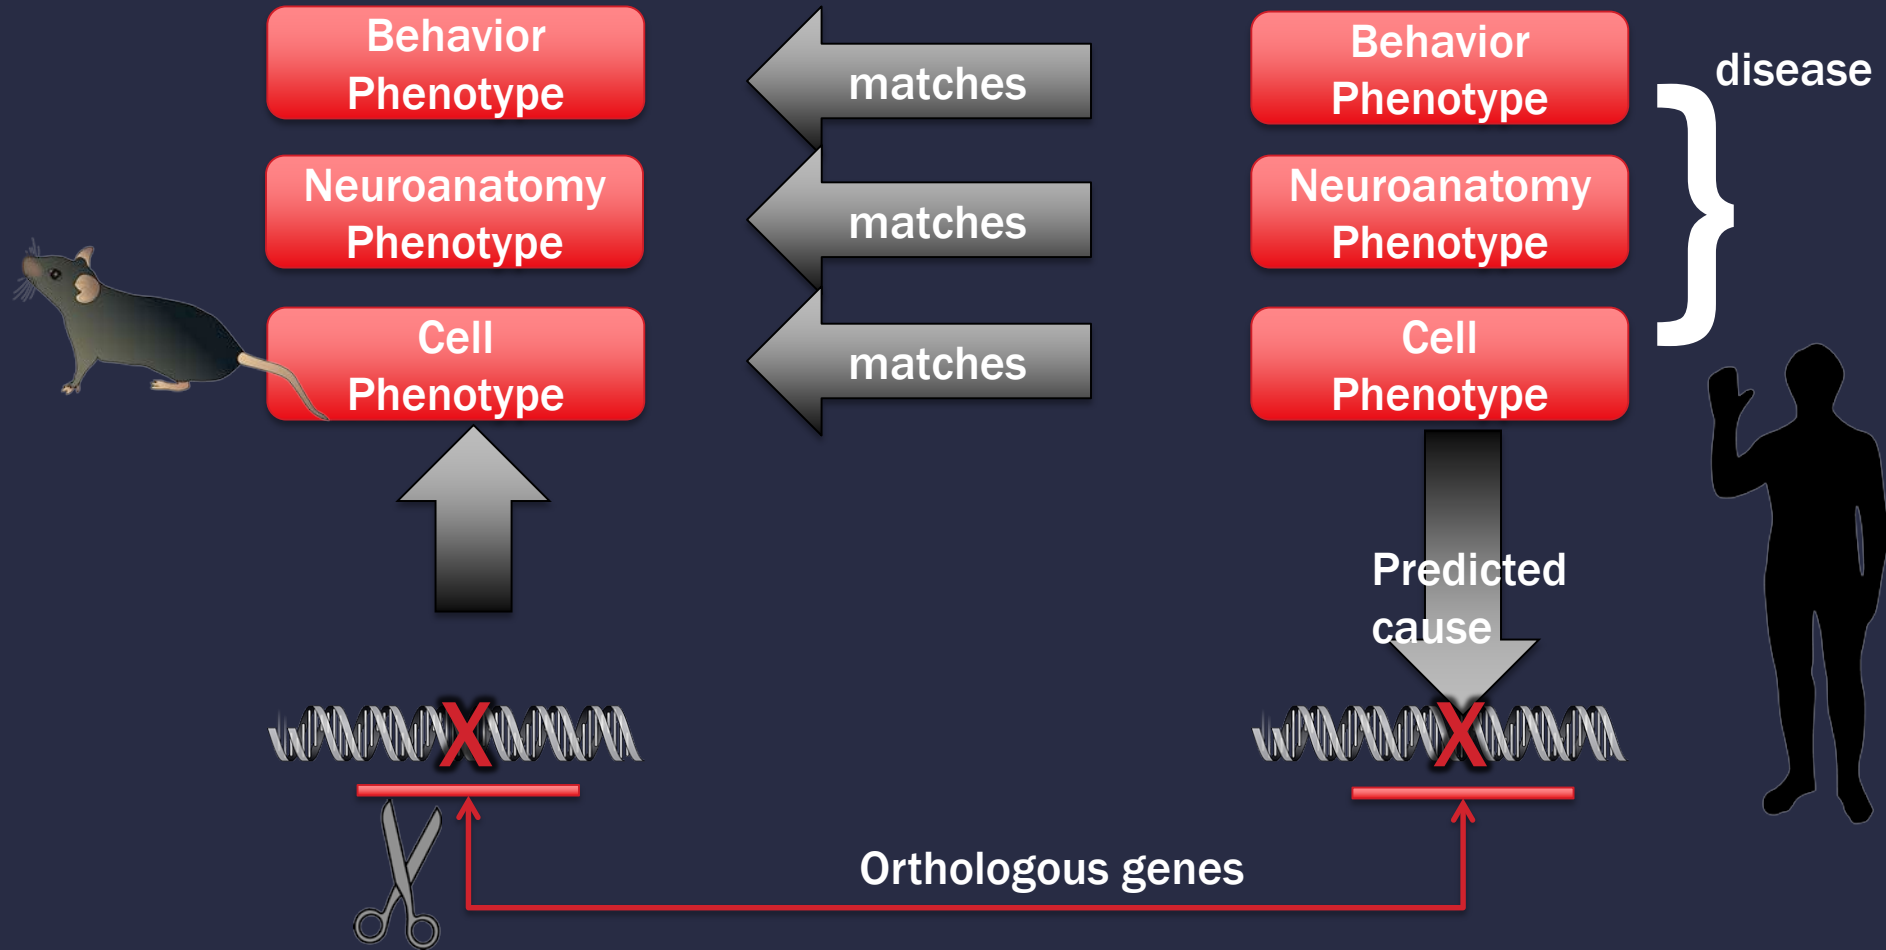 Behavior
Phenotype
matches
Behavior
Phenotype
disease
Neuroanatomy
Phenotype
matches
Neuroanatomy
Phenotype
}
Cell
Phenotype
matches
Cell
Phenotype
Predicted
cause
X
X
Orthologous genes